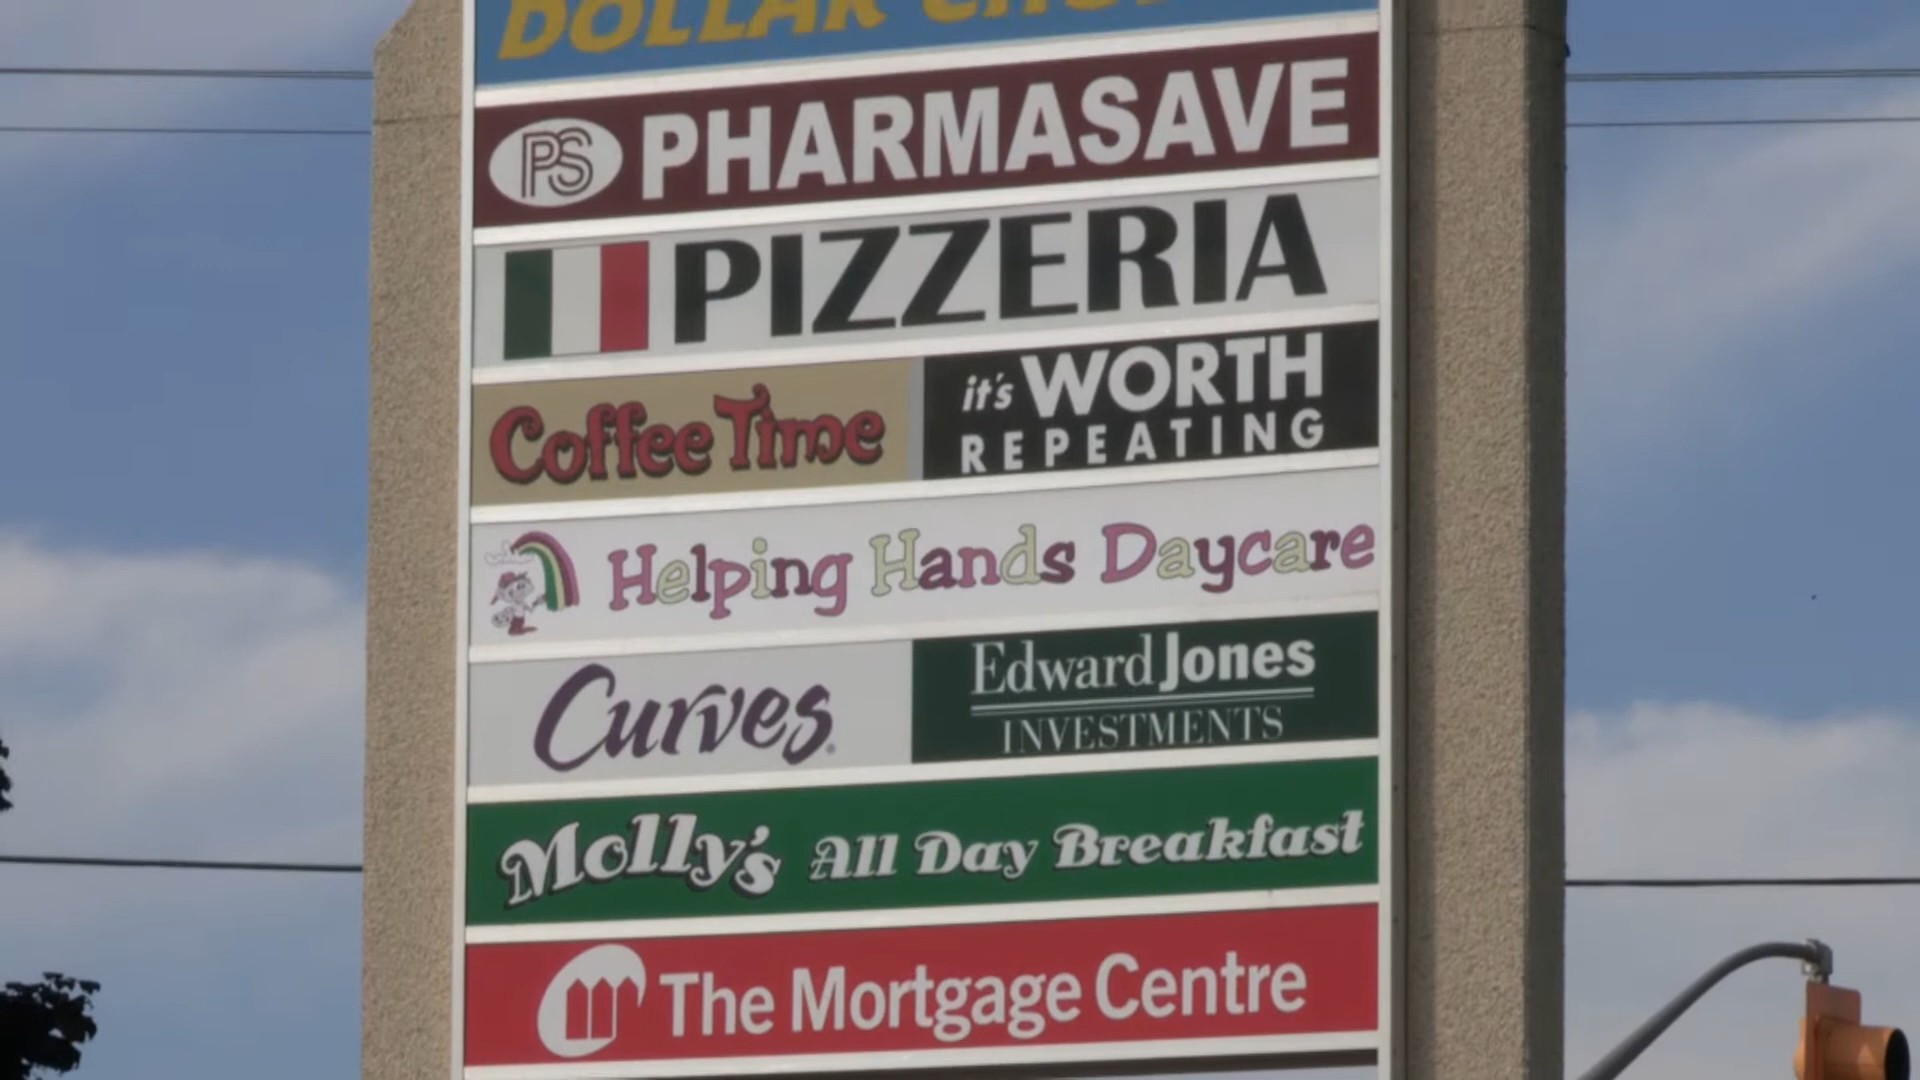 DOLLAR
PS PHARMASAVE
PIZZERIA
Coffee Time
it's WORTH
REPEATING
Helping Hands Daycare
Curves
Edward Jones
INVESTMENTS
Molly's All Day Breakfast
The Mortgage Centre